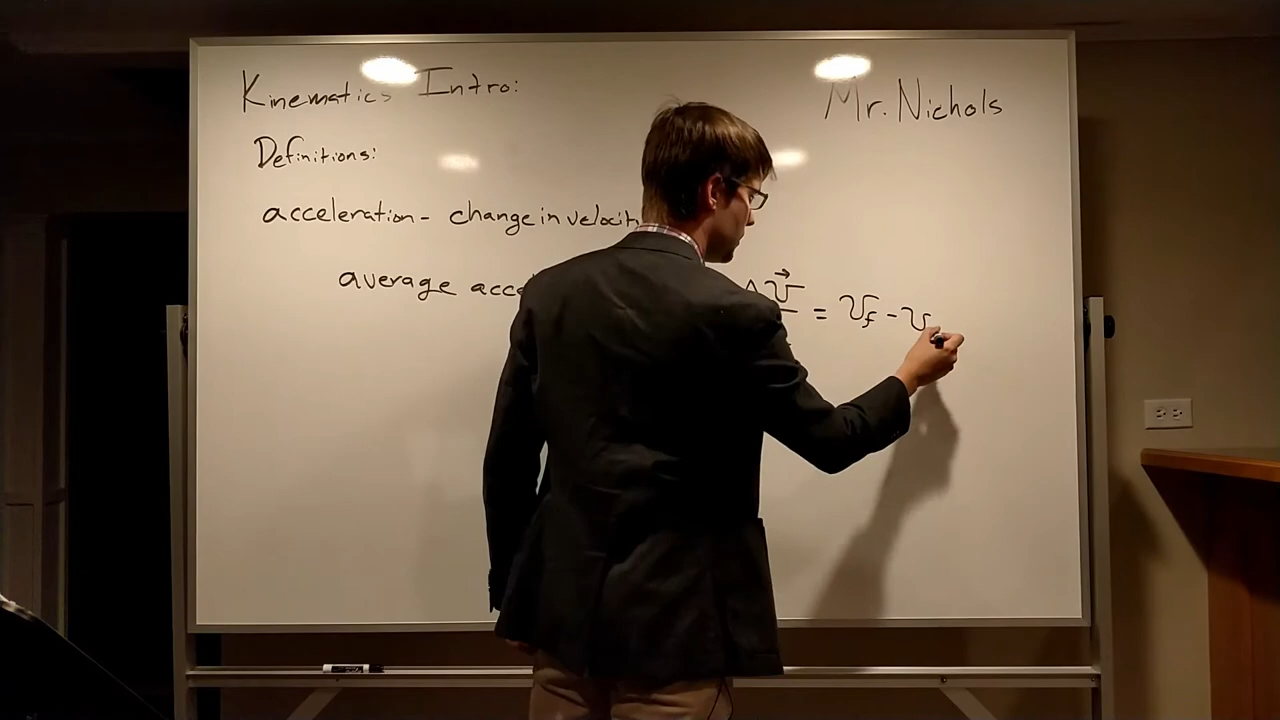 Kinematics Intro:
Mr. Nichols
Definitions:
acceleration - change in velocit
average acce
Δv⃗ = v_f - v